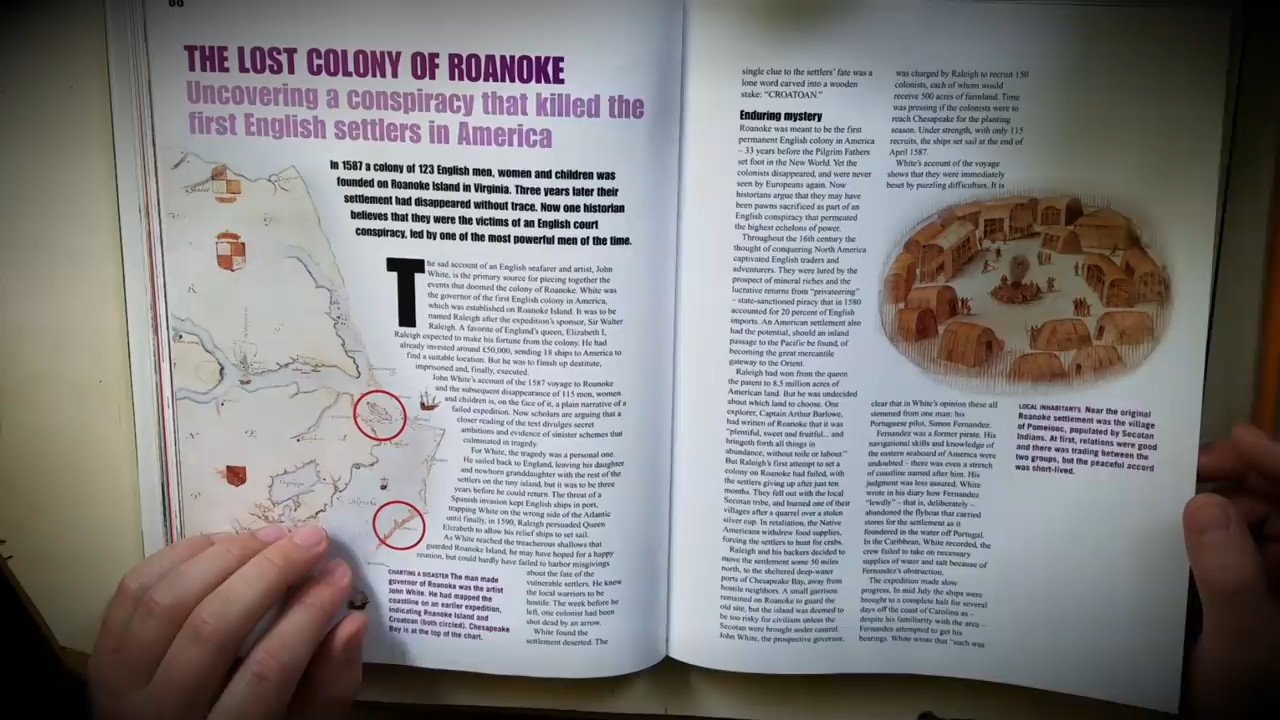 THE LOST COLONY OF ROANOKE
Uncovering a conspiracy that killed the
first English settlers in America
In 1587 a colony of 123 English men, women and children was
founded on Roanoke Island in Virginia. Three years later their
settlement had disappeared without trace. Now one historian
believes that they were the victims of an English court
conspiracy, led by one of the most powerful men of the time.
The sad account of an English seafarer and artist, John
White, is the primary source for piecing together the
events that doomed the colony of Roanoke. White was
the governor of the first English colony in America,
which was established on Roanoke Island. It was to be
named Raleigh after the expedition's sponsor, Sir Walter
Raleigh. A favorite of England's queen, Elizabeth I,
Raleigh expected to make his fortune from the colony. He had
already invested around £50,000, sending 18 ships to America to
find a suitable location. But he was to finish up destitute,
imprisoned and, finally, executed.
John White's account of the 1587 voyage to Roanoke
and the subsequent disappearance of 115 men, women
and children is, on the face of it, a plain narrative of a
failed expedition. Now scholars are arguing that a
closer reading of the text divulges secret
ambitions and evidence of sinister schemes that
culminated in tragedy.
For White, the tragedy was a personal one.
He sailed back to England, leaving his daughter
and newborn granddaughter with the rest of the
settlers on the tiny island, but it was to be three
years before he could return. The threat of a
Spanish invasion kept English ships in port,
trapping White on the wrong side of the Atlantic
until finally, in 1590, Raleigh persuaded Queen
Elizabeth to allow his relief ships to set sail.
As White reached the treacherous shallows that
guarded Roanoke Island, he may have hoped for a happy
reunion, but could hardly have failed to harbor misgivings
about the fate of the
vulnerable settlers. He knew
the local warriors to be
hostile. The week before he
left, one colonist had been
shot dead by an arrow.
White found the
settlement deserted. The
CHARTING A DISASTER The man made
governor of Roanoke was the artist
John White. He had mapped the
coastline on an earlier expedition,
indicating Roanoke Island and
Croatoan (both circled). Chesapeake
Bay is at the top of the chart.
single clue to the settlers' fate was a
lone word carved into a wooden
stake: "CROATOAN."
Enduring mystery
Roanoke was meant to be the first
permanent English colony in America
– 33 years before the Pilgrim Fathers
set foot in the New World. Yet the
colonists disappeared, and were never
seen by Europeans again. Now
historians argue that they may have
been pawns sacrificed as part of an
English conspiracy that permeated
the highest echelons of power.
Throughout the 16th century the
thought of conquering North America
captivated English traders and
adventurers. They were lured by the
prospect of mineral riches and the
lucrative returns from "privateering"
– state-sanctioned piracy that in 1580
accounted for 20 percent of English
imports. An American settlement also
had the potential, should an inland
passage to the Pacific be found, of
becoming the great mercantile
gateway to the Orient.
Raleigh had won from the queen
the patent to 8.5 million acres of
American land. But he was undecided
about which land to choose. One
explorer, Captain Arthur Barlowe,
had written of Roanoke that it was
"plentiful, sweet and fruitful... and
bringeth forth all things in
abundance, without toile or labour."
But Raleigh's first attempt to set a
colony on Roanoke had failed, with
the settlers giving up after just ten
months. They fell out with the local
Secotan tribe, and burned one of their
villages after a quarrel over a stolen
silver cup. In retaliation, the Native
Americans withdrew food supplies,
forcing the settlers to hunt for crabs.
Raleigh and his backers decided to
move the settlement some 50 miles
north, to the sheltered deep-water
ports of Chesapeake Bay, away from
hostile neighbors. A small garrison
remained on Roanoke to guard the
old site, but the island was deemed to
be too risky for civilians unless the
Secotan were brought under control.
John White, the prospective governor,
was charged by Raleigh to recruit 150
colonists, each of whom would
receive 500 acres of farmland. Time
was pressing if the colonists were to
reach Chesapeake for the planting
season. Under strength, with only 115
recruits, the ships set sail at the end of
April 1587.
White's account of the voyage
shows that they were immediately
beset by puzzling difficulties. It is
clear that in White's opinion these all
stemmed from one man: his
Portuguese pilot, Simon Fernandez.
Fernandez was a former pirate. His
navigational skills and knowledge of
the eastern seaboard of America were
undoubted – there was even a stretch
of coastline named after him. His
judgment was less assured. White
wrote in his diary how Fernandez
"lewdly" – that is, deliberately –
abandoned the flyboat that carried
stores for the settlement as it
foundered in the water off Portugal.
In the Caribbean, White recorded, the
crew failed to take on necessary
supplies of water and salt because of
Fernandez's obstruction.
The expedition made slow
progress. In mid July the ships were
brought to a complete halt for several
days off the coast of Carolina as –
despite his familiarity with the area –
Fernandez attempted to get his
bearings. White wrote that "such was
LOCAL INHABITANTS Near the original
Roanoke settlement was the village
of Pomeiooc, populated by Secotan
Indians. At first, relations were good
and there was trading between the
two groups, but the peaceful accord
was short-lived.